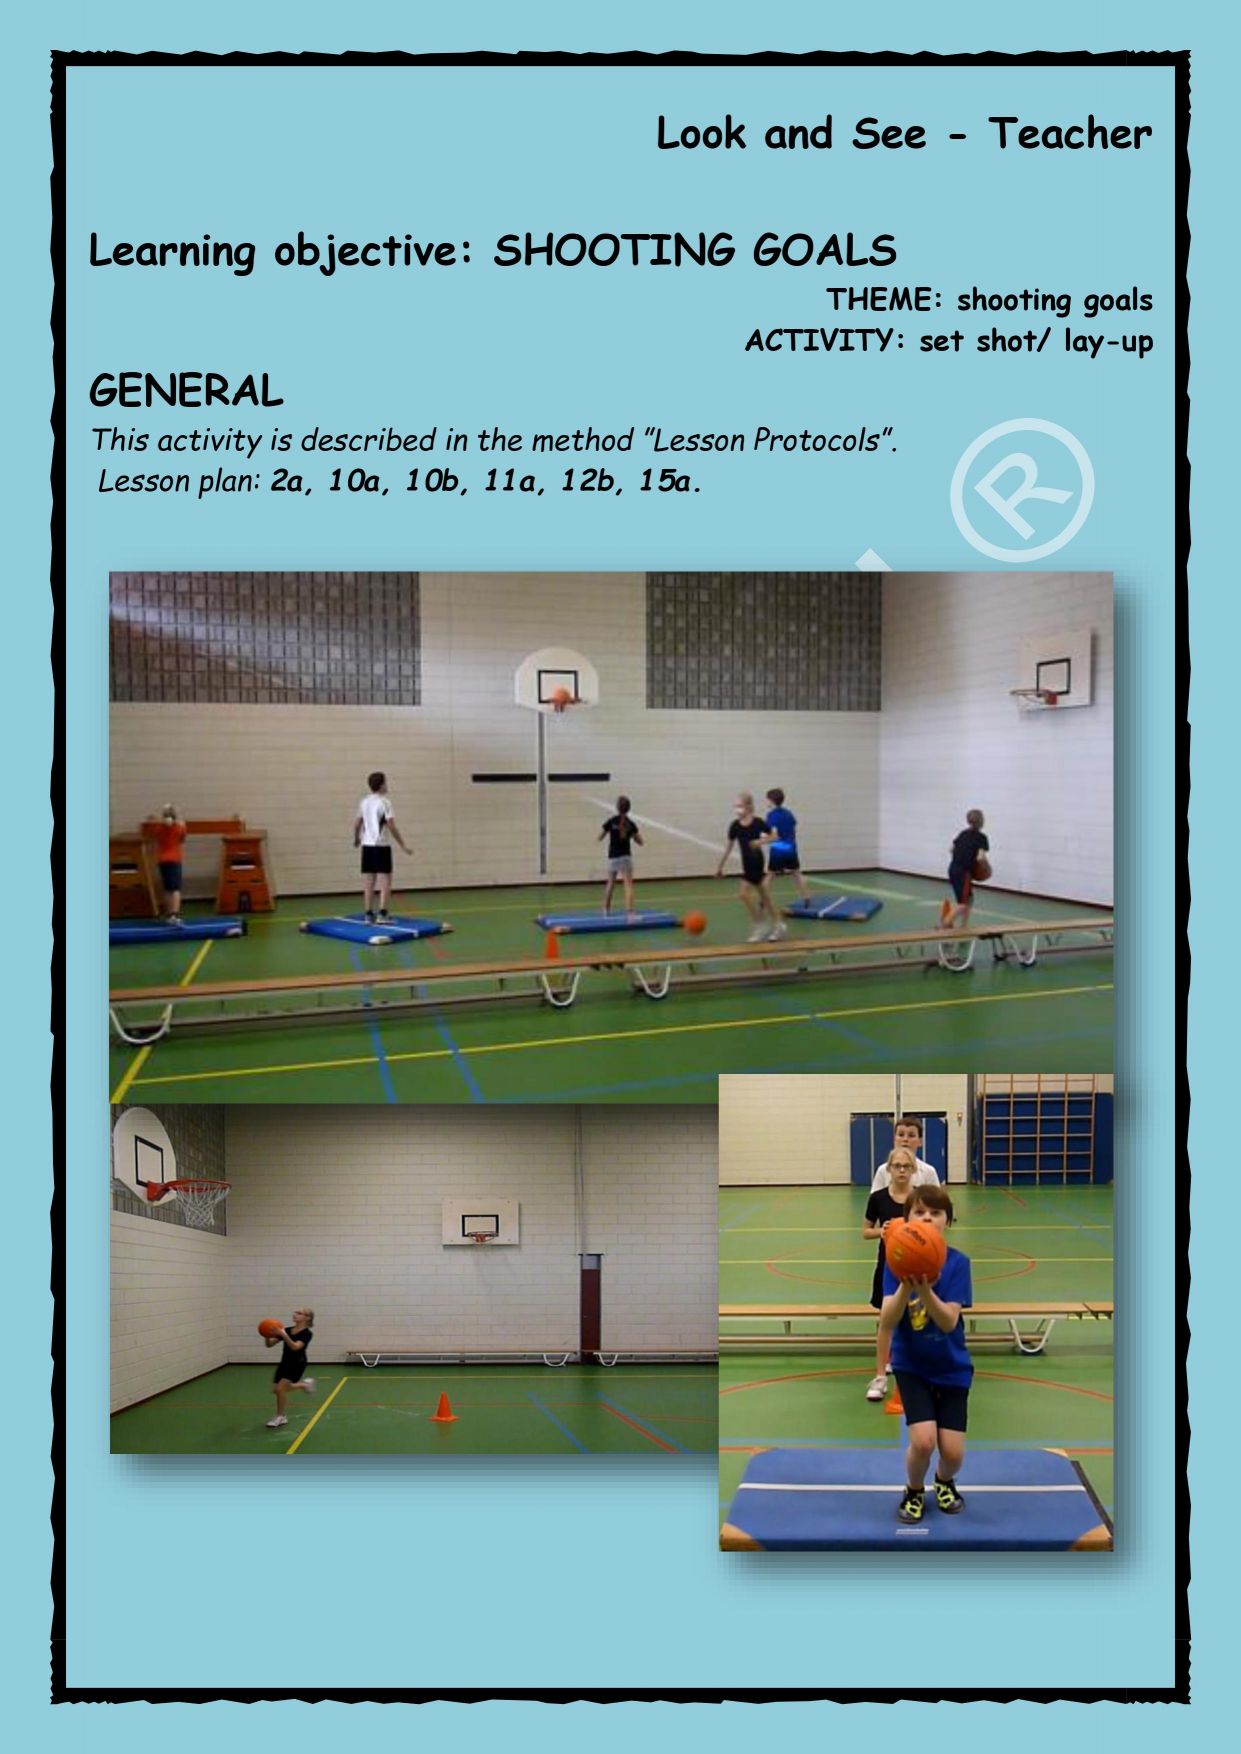 Look and See - Teacher
Learning objective: SHOOTING GOALS
THEME: shooting goals
ACTIVITY: set shot/ lay-up
GENERAL
This activity is described in the method "Lesson Protocols".
Lesson plan: 2a, 10a, 10b, 11a, 12b, 15a.
®